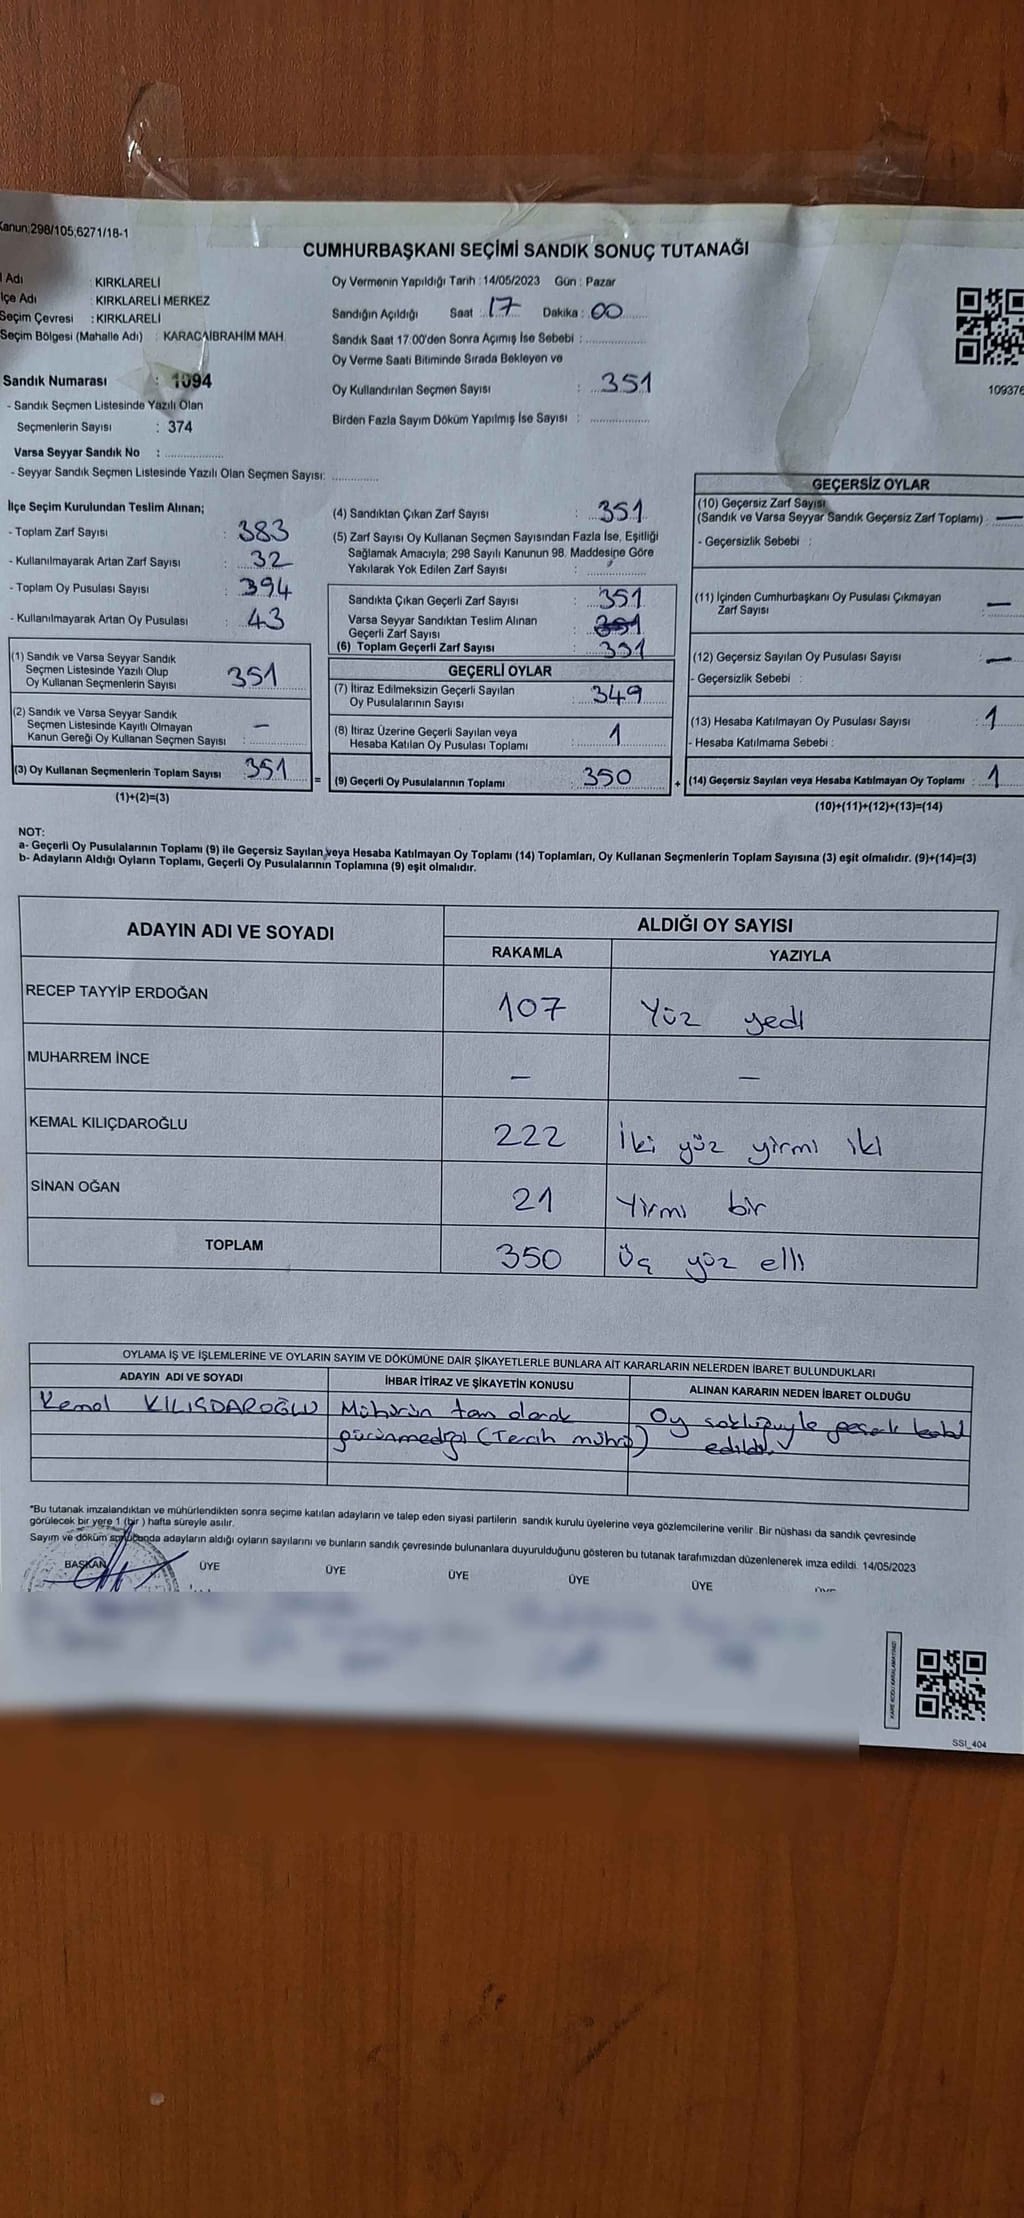 Kanun;298/105,6271/18-1
CUMHURBAŞKANI SEÇİMİ SANDIK SONUÇ TUTANAĞI
l Adı : KIRKLARELİ
lçe Adı : KIRKLARELİ MERKEZ
Seçim Çevresi : KIRKLARELİ
Seçim Bölgesi (Mahalle Adı) : KARACAİBRAHİM MAH.
Oy Vermenin Yapıldığı Tarih : 14/05/2023 Gün : Pazar
Sandığın Açıldığı Saat : 17 Dakika : 00
Sandık Saat 17.00'den Sonra Açımış İse Sebebi :
Oy Verme Saati Bitiminde Sırada Bekleyen ve
Oy Kullandırılan Seçmen Sayısı : 351
Birden Fazla Sayım Döküm Yapılmış İse Sayısı :
109376
Sandık Numarası : 1094
- Sandık Seçmen Listesinde Yazılı Olan
Seçmenlerin Sayısı : 374
Varsa Seyyar Sandık No :
- Seyyar Sandık Seçmen Listesinde Yazılı Olan Seçmen Sayısı:
İlçe Seçim Kurulundan Teslim Alınan;
- Toplam Zarf Sayısı : 383
- Kullanılmayarak Artan Zarf Sayısı : 32
- Toplam Oy Pusulası Sayısı : 394
- Kullanılmayarak Artan Oy Pusulası : 43
(1) Sandık ve Varsa Seyyar Sandık
Seçmen Listesinde Yazılı Olup
Oy Kullanan Seçmenlerin Sayısı 351
(2) Sandık ve Varsa Seyyar Sandık
Seçmen Listesinde Kayıtlı Olmayan
Kanun Gereği Oy Kullanan Seçmen Sayısı : –
(3) Oy Kullanan Seçmenlerin Toplam Sayısı 351
(1)+(2)=(3)
=
(4) Sandıktan Çıkan Zarf Sayısı : 351
(5) Zarf Sayısı Oy Kullanan Seçmen Sayısından Fazla İse, Eşitliği
Sağlamak Amacıyla; 298 Sayılı Kanunun 98. Maddesine Göre
Yakılarak Yok Edilen Zarf Sayısı :
Sandıkta Çıkan Geçerli Zarf Sayısı : 351
Varsa Seyyar Sandıktan Teslim Alınan
Geçerli Zarf Sayısı : 351
(6) Toplam Geçerli Zarf Sayısı : 351
GEÇERLİ OYLAR
(7) İtiraz Edilmeksizin Geçerli Sayılan
Oy Pusulalarının Sayısı : 349
(8) İtiraz Üzerine Geçerli Sayılan veya
Hesaba Katılan Oy Pusulası Toplamı : 1
(9) Geçerli Oy Pusulalarının Toplamı 350
+
GEÇERSİZ OYLAR
(10) Geçersiz Zarf Sayısı
(Sandık ve Varsa Seyyar Sandık Geçersiz Zarf Toplamı) : –
- Geçersizlik Sebebi :
(11) İçinden Cumhurbaşkanı Oy Pusulası Çıkmayan
Zarf Sayısı –
(12) Geçersiz Sayılan Oy Pusulası Sayısı –
- Geçersizlik Sebebi :
(13) Hesaba Katılmayan Oy Pusulası Sayısı : 1
- Hesaba Katılmama Sebebi :
(14) Geçersiz Sayılan veya Hesaba Katılmayan Oy Toplamı : 1
(10)+(11)+(12)+(13)=(14)
NOT:
a- Geçerli Oy Pusulalarının Toplamı (9) ile Geçersiz Sayılan veya Hesaba Katılmayan Oy Toplamı (14) Toplamları, Oy Kullanan Seçmenlerin Toplam Sayısına (3) eşit olmalıdır. (9)+(14)=(3)
b- Adayların Aldığı Oyların Toplamı, Geçerli Oy Pusulalarının Toplamına (9) eşit olmalıdır.
ADAYIN ADI VE SOYADI ALDIĞI OY SAYISI
RAKAMLA YAZIYLA
RECEP TAYYİP ERDOĞAN 107 Yüz yedi
MUHARREM İNCE – –
KEMAL KILIÇDAROĞLU 222 İki yüz yirmi iki
SİNAN OĞAN 21 Yirmi bir
TOPLAM 350 Üç yüz elli
OYLAMA İŞ VE İŞLEMLERİNE VE OYLARIN SAYIM VE DÖKÜMÜNE DAİR ŞİKAYETLERLE BUNLARA AİT KARARLARIN NELERDEN İBARET BULUNDUKLARI
ADAYIN ADI VE SOYADI İHBAR İTİRAZ VE ŞİKAYETİN KONUSU ALINAN KARARIN NEDEN İBARET OLDUĞU
Kemal KILIÇDAROĞLU Mührün tam olarak Oy
görünmediği (Tercih mührü) edildi.
*Bu tutanak imzalandıktan ve mühürlendikten sonra seçime katılan adayların ve talep eden siyasi partilerin sandık kurulu üyelerine veya gözlemcilerine verilir. Bir nüshası da sandık çevresinde
görülecek bir yere 1 (bir ) hafta süreyle asılır.
Sayım ve döküm sonucunda adayların aldığı oyların sayılarını ve bunların sandık çevresinde bulunanlara duyurulduğunu gösteren bu tutanak tarafımızdan düzenlenerek imza edildi. 14/05/2023
BAŞKAN ÜYE ÜYE ÜYE ÜYE ÜYE
SSI_404